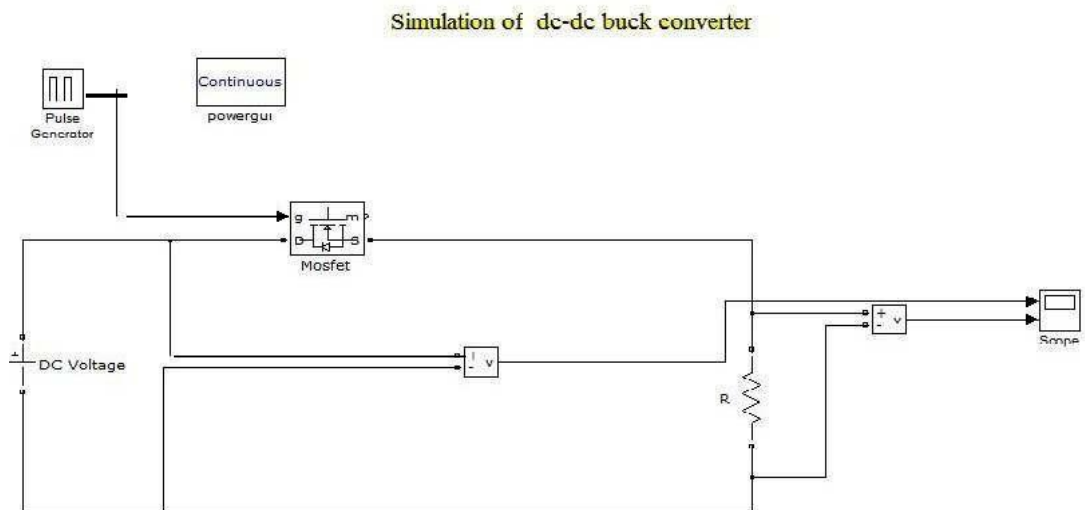 Simulation of dc-dc buck converter
Continuous
powergui
Pulse
Generator
g m
D S
Mosfet
+
DC Voltage
- v
R
+
- v
Scope